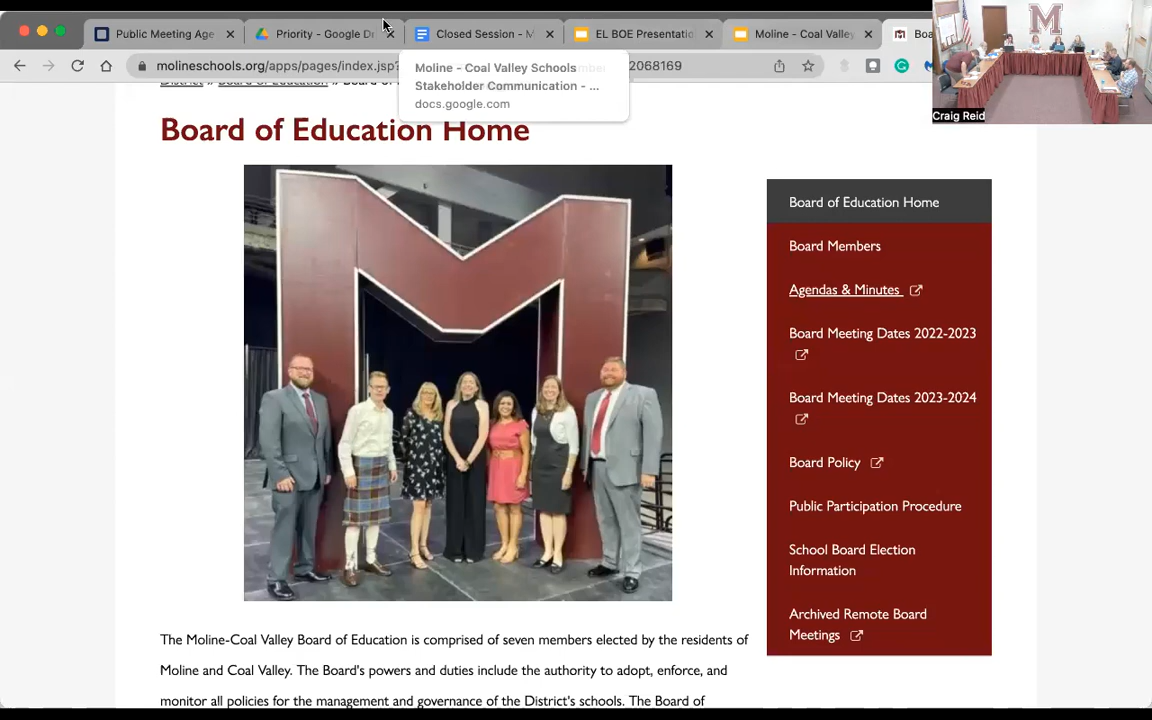 Public Meeting Age
Priority - Google Dr
Closed Session - M
EL BOE Presentatio
Moline - Coal Valley
Boa
molineschools.org/apps/pages/index.jsp?
2068169
Moline - Coal Valley Schools
Stakeholder Communication - ...
docs.google.com
M
Craig Reid
Board of Education Home
M
Board of Education Home
Board Members
Agendas & Minutes
Board Meeting Dates 2022-2023
Board Meeting Dates 2023-2024
Board Policy
Public Participation Procedure
School Board Election
Information
Archived Remote Board
Meetings
The Moline-Coal Valley Board of Education is comprised of seven members elected by the residents of
Moline and Coal Valley. The Board's powers and duties include the authority to adopt, enforce, and
monitor all policies for the management and governance of the District's schools. The Board of